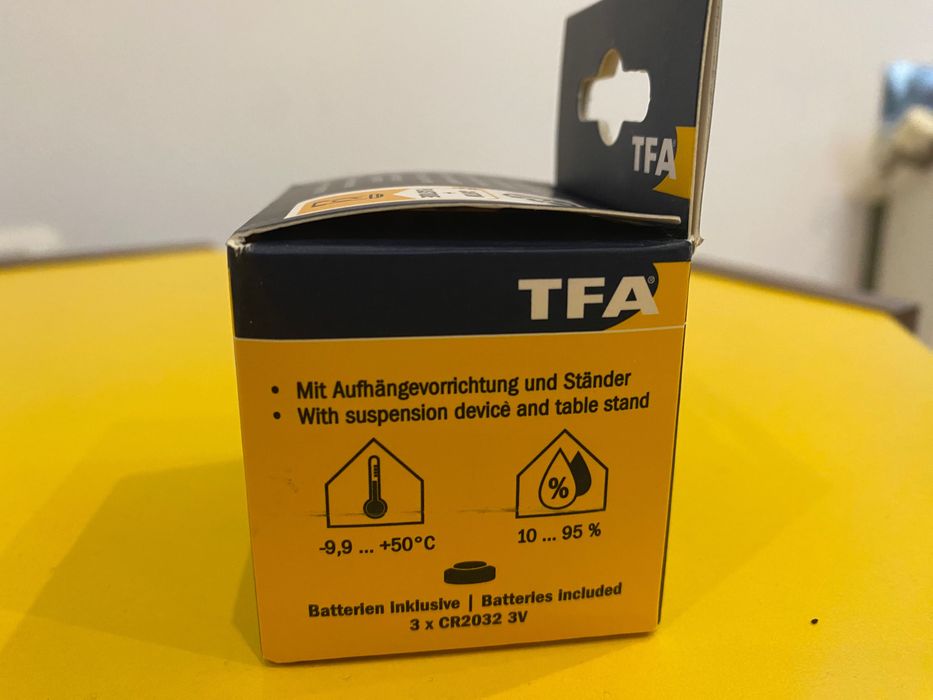 TFA
TFA®
• Mit Aufhängevorrichtung und Ständer
• With suspension device and table stand
%
-9,9 ... +50°C
10 ... 95 %
Batterien inklusive | Batteries included
3 x CR2032 3V